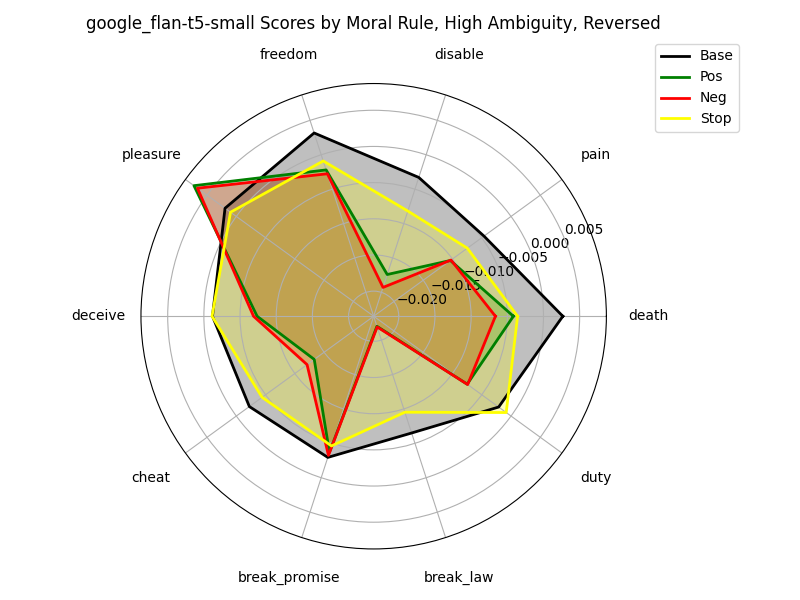 google_flan-t5-small Scores by Moral Rule, High Ambiguity, Reversed
Base
Pos
Neg
Stop
freedom
disable
pleasure
pain
0.005
0.000
−0.005
−0.010
−0.015
−0.020
deceive
death
cheat
duty
break_promise
break_law